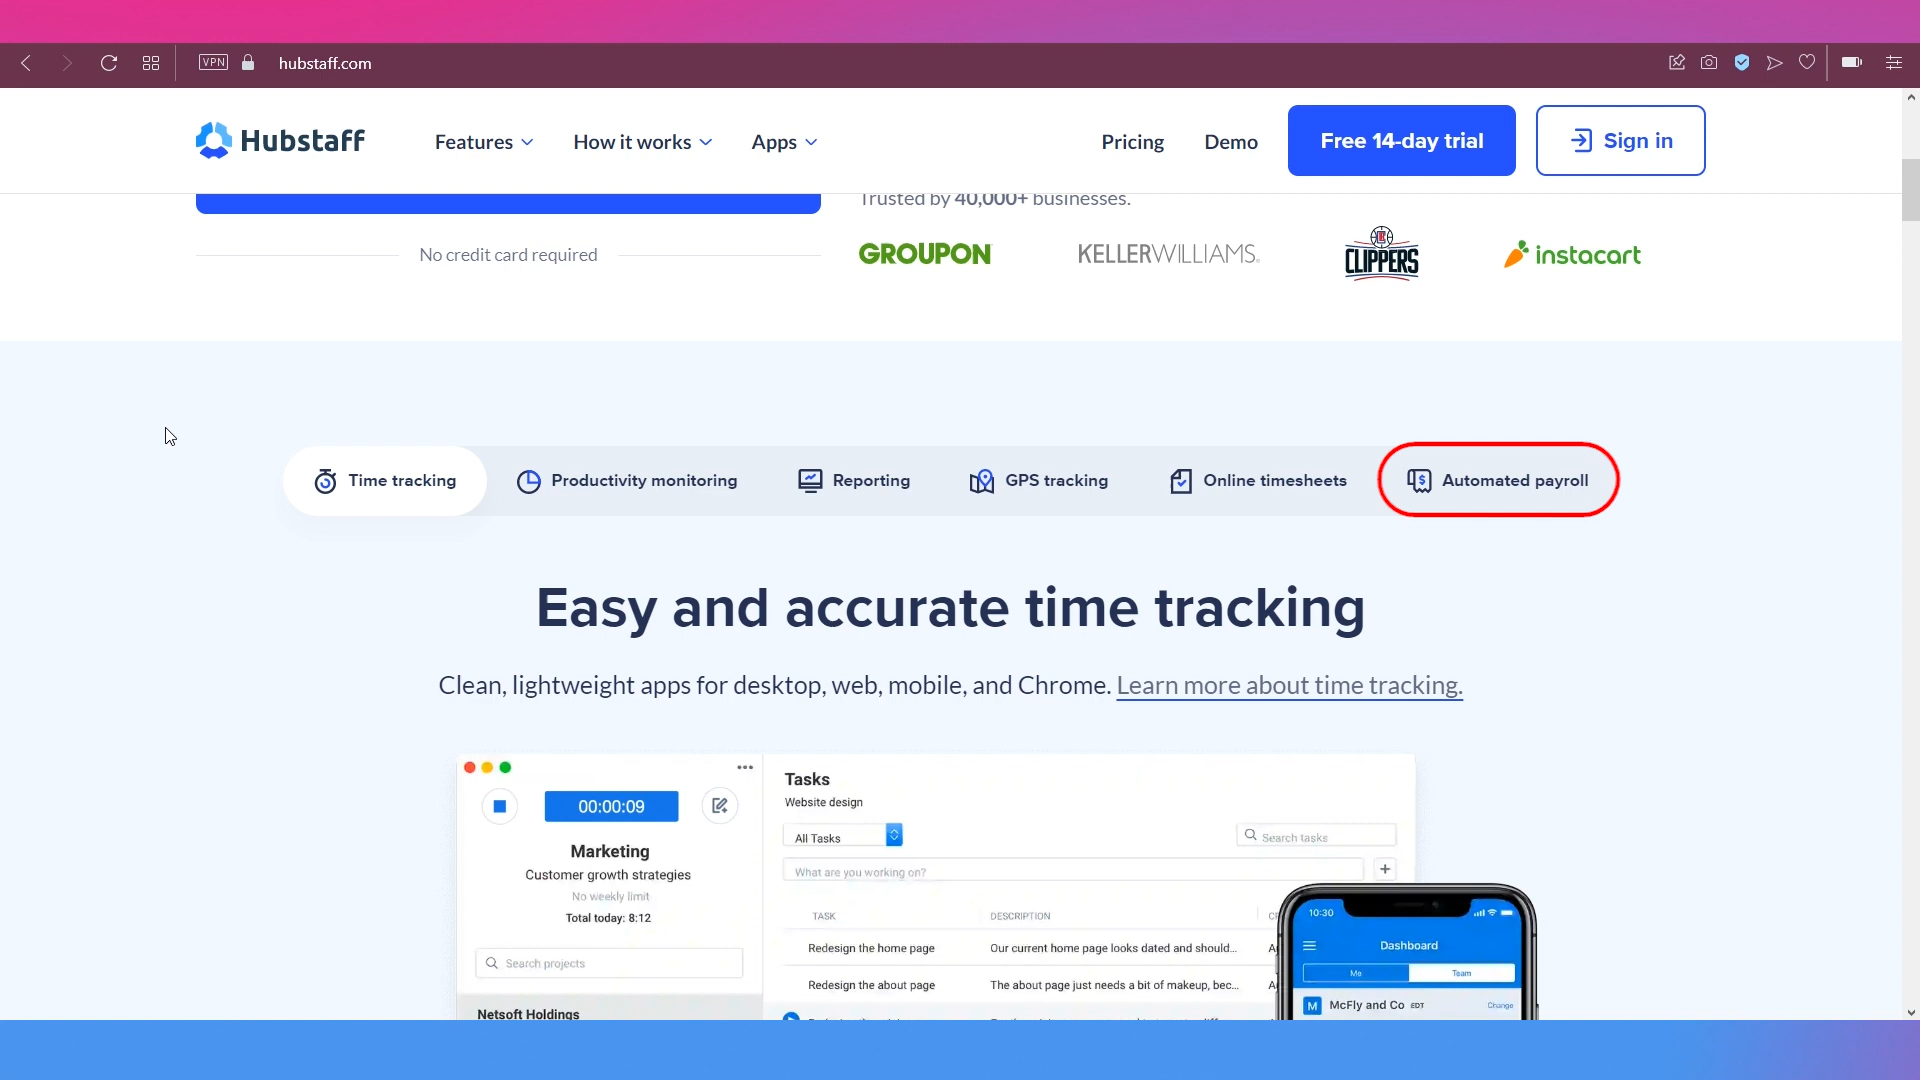 VPN
hubstaff.com
Hubstaff
Features
How it works
Apps
Pricing
Demo
Free 14-day trial
Sign in
Trusted by 40,000+ businesses.
No credit card required
GROUPON
KELLERWILLIAMS.
CLIPPERS
instacart
Time tracking
Productivity monitoring
Reporting
GPS tracking
Online timesheets
Automated payroll
Easy and accurate time tracking
Clean, lightweight apps for desktop, web, mobile, and Chrome. Learn more about time tracking.
00:00:09
Marketing
Customer growth strategies
No weekly limit
Total today: 8:12
Search projects
Netsoft Holdings
Tasks
Website design
All Tasks
Search tasks
What are you working on?
TASK DESCRIPTION
Redesign the home page Our current home page looks dated and should...
Redesign the about page The about page just needs a bit of makeup, bec...
10:30
Dashboard
Me
Team
M McFly and Co EDT Change